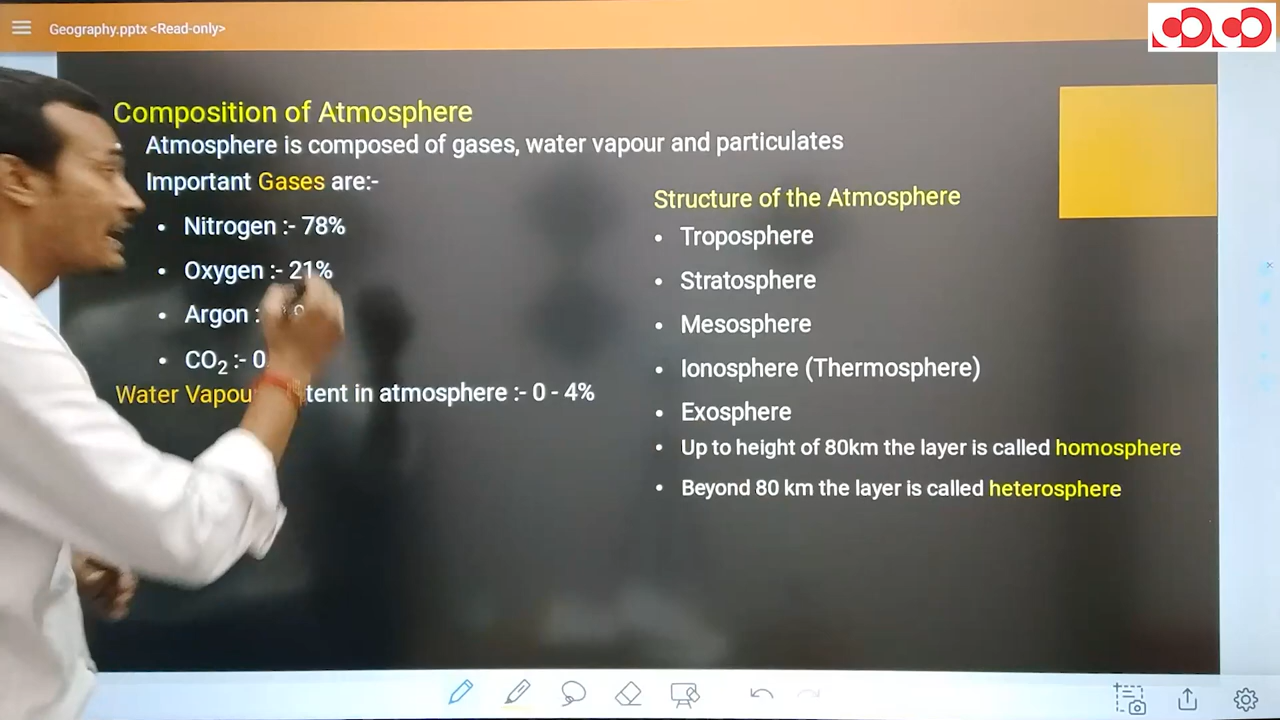 Geography.pptx <Read-only>
Composition of Atmosphere
Atmosphere is composed of gases, water vapour and particulates
Important Gases are:-
• Nitrogen :- 78%
• Oxygen :- 21%
• Argon :
• CO2 :- 0
Water Vapou tent in atmosphere :- 0 - 4%
Structure of the Atmosphere
• Troposphere
• Stratosphere
• Mesosphere
• Ionosphere (Thermosphere)
• Exosphere
• Up to height of 80km the layer is called homosphere
• Beyond 80 km the layer is called heterosphere